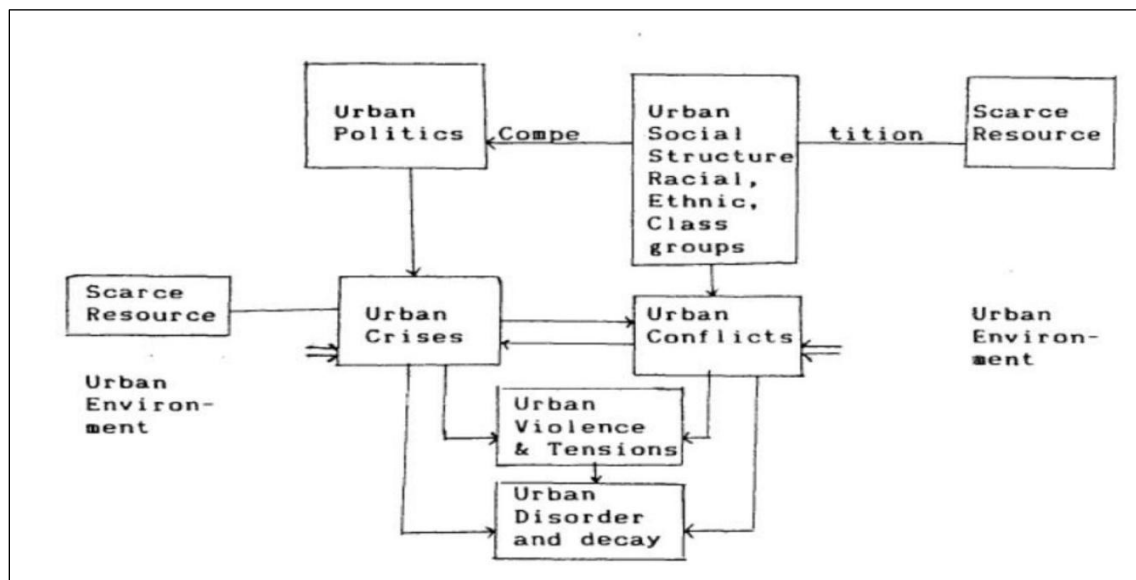 Urban
Politics
Compe
Urban
Social
Structure
Racial,
Ethnic,
Class
groups
tition
Scarce
Resource
Scarce
Resource
Urban
Crises
Urban
Conflicts
Urban
Environ-
ment
Urban
Environ-
ment
Urban
Violence
& Tensions
Urban
Disorder
and decay